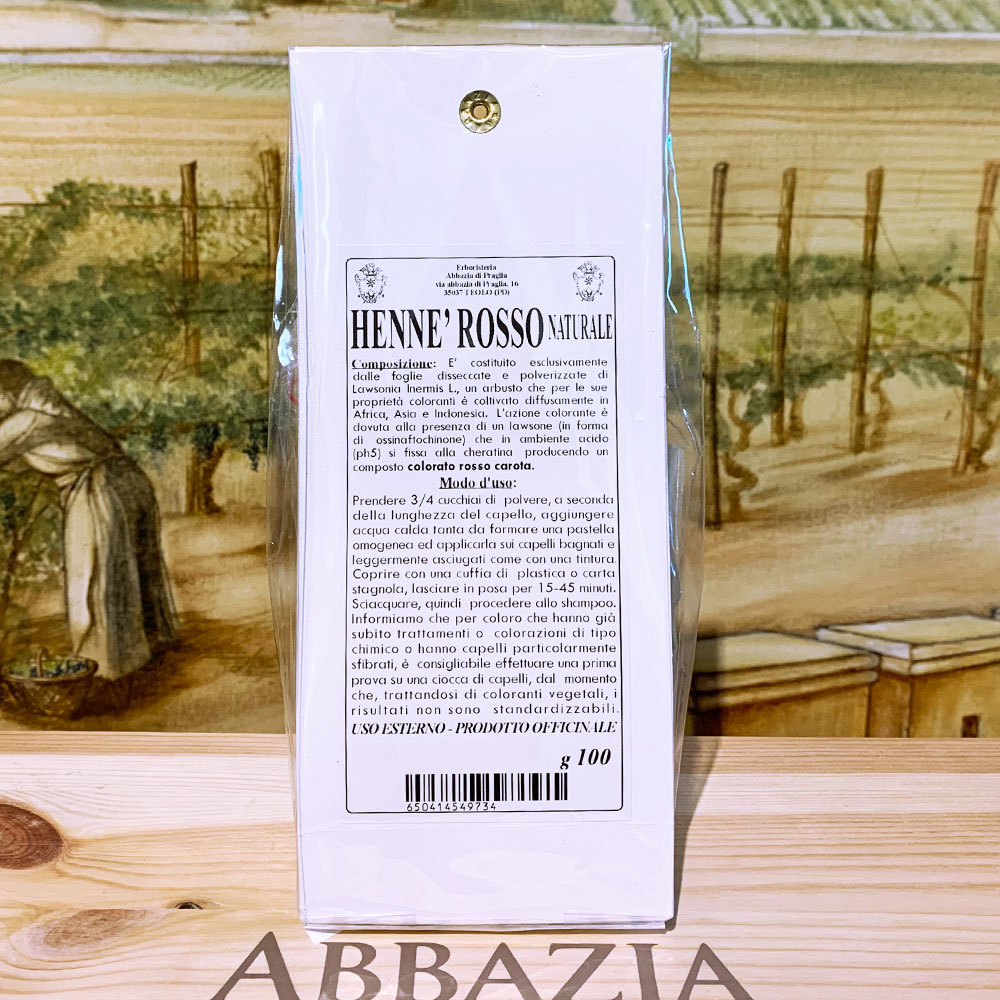 Erboristeria
Abbazia di Praglia
via abbazia di Praglia, 16
35037 TEOLO (PD)
HENNE' ROSSO NATURALE
Composizione: E' costituito esclusivamente
dalle foglie disseccate e polverizzate di
Lawsonia Inermis L., un arbusto che per le sue
proprietà coloranti è coltivato diffusamente in
Africa, Asia e Indonesia. L'azione colorante è
dovuta alla presenza di un lawsone (in forma
di ossinaftochinone) che in ambiente acido
(ph5) si fissa alla cheratina producendo un
composto colorato rosso carota.
Modo d'uso:
Prendere 3/4 cucchiai di polvere, a seconda
della lunghezza del capello, aggiungere
acqua calda tanta da formare una pastella
omogenea ed applicarla sui capelli bagnati e
leggermente asciugati come con una tintura.
Coprire con una cuffia di plastica o carta
stagnola, lasciare in posa per 15-45 minuti.
Sciacquare, quindi procedere allo shampoo.
Informiamo che per coloro che hanno già
subito trattamenti o colorazioni di tipo
chimico o hanno capelli particolarmente
sfibrati, è consigliabile effettuare una prima
prova su una ciocca di capelli, dal momento
che, trattandosi di coloranti vegetali, i
risultati non sono standardizzabili.
USO ESTERNO - PRODOTTO OFFICINALE
g 100
650414549734
ABBAZIA